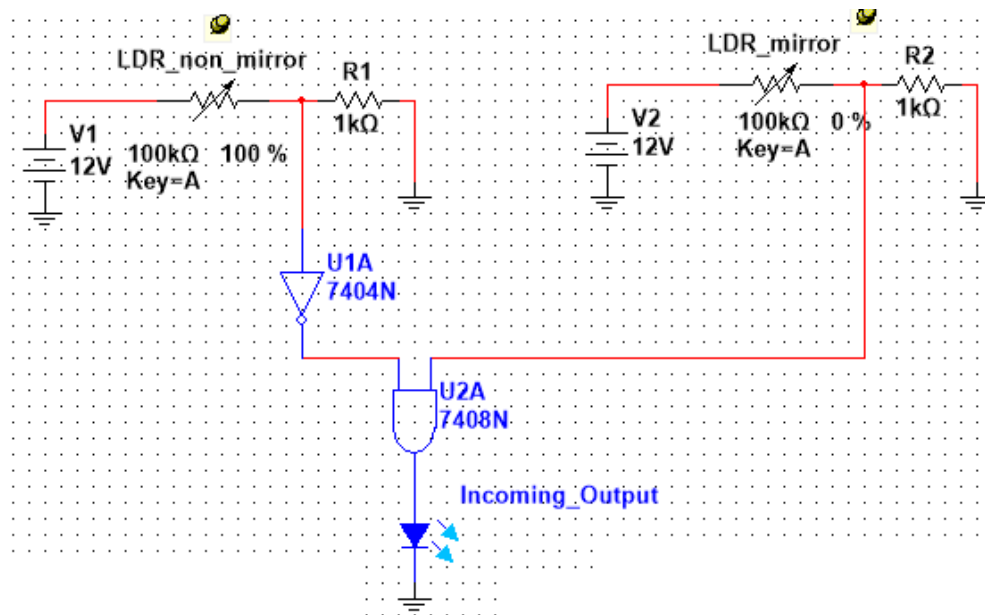 LDR_non_mirror
R1
1kΩ
V1
12V
100kΩ 100 %
Key=A
LDR_mirror
R2
1kΩ
V2
12V
100kΩ 0 %
Key=A
U1A
7404N
U2A
7408N
Incoming_Output